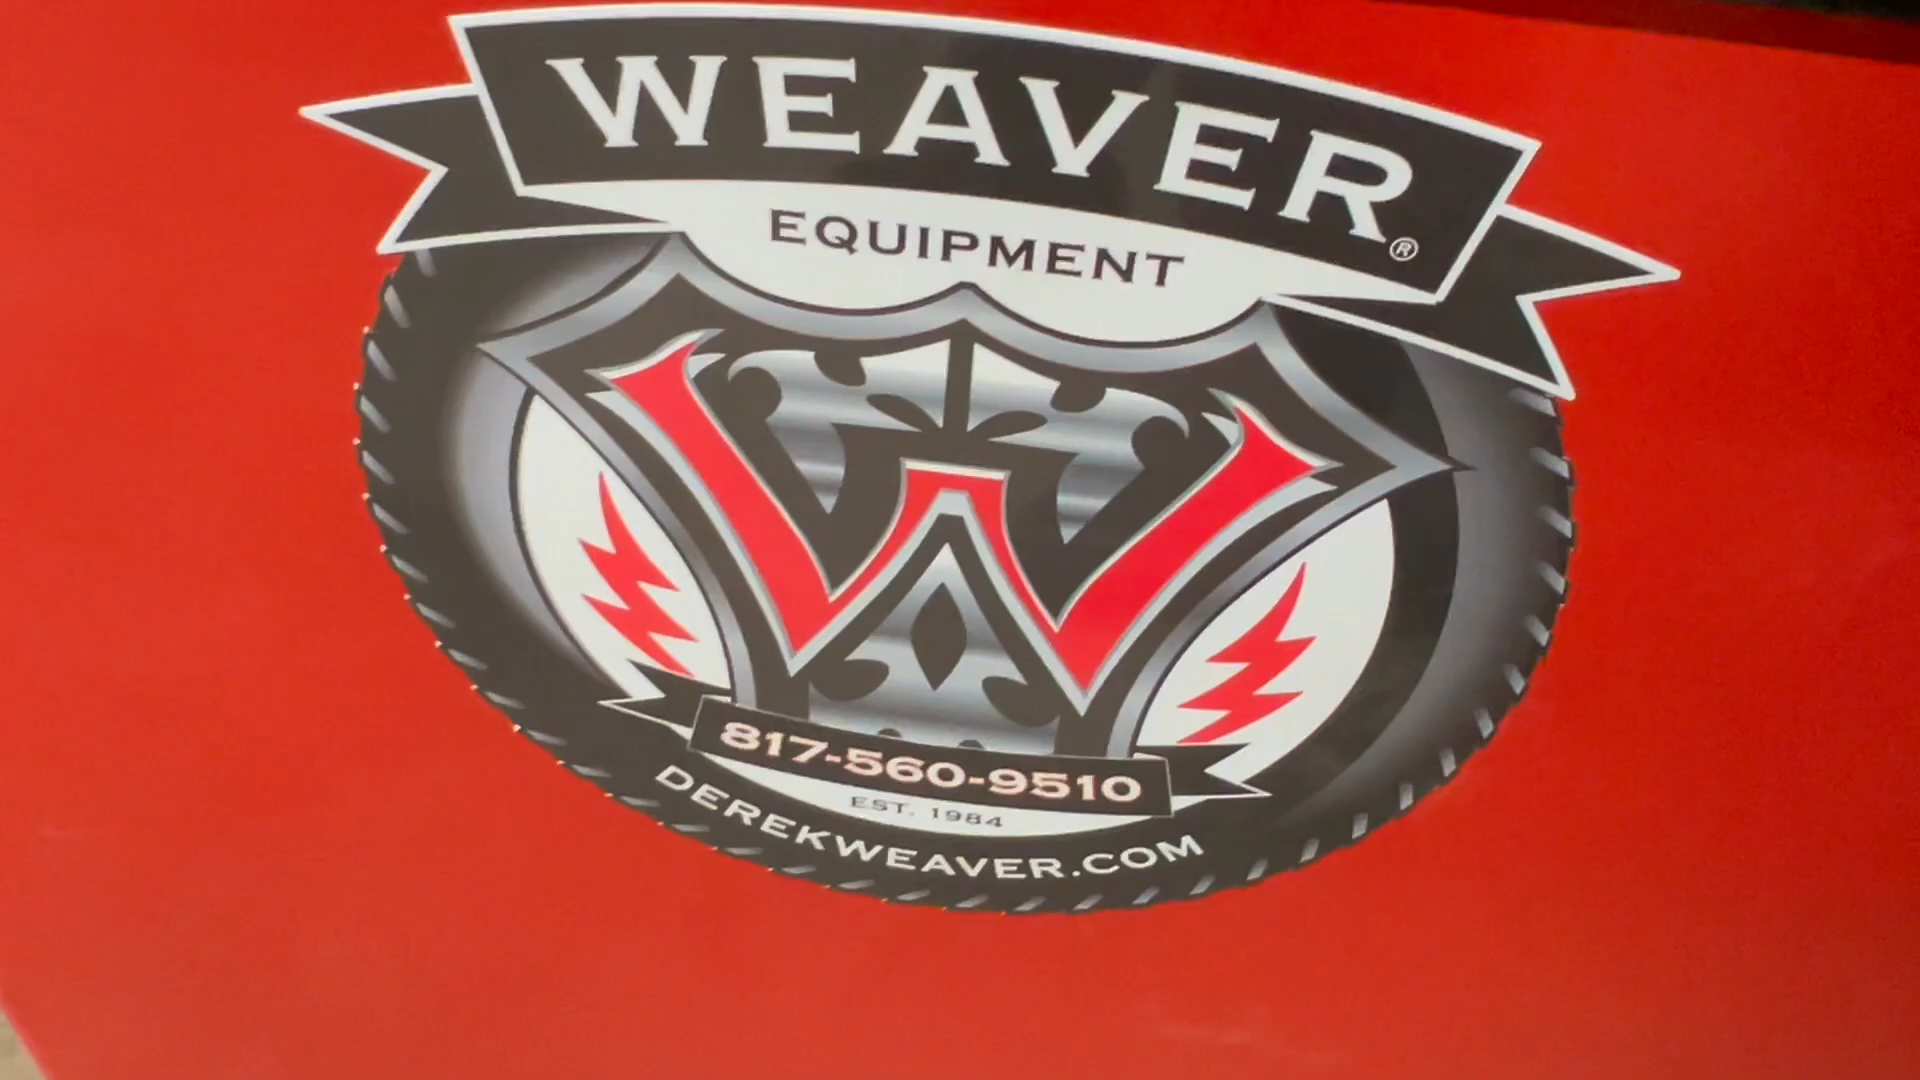 WEAVER®
EQUIPMENT
W
817-560-9510
EST. 1984
DEREKWEAVER.COM